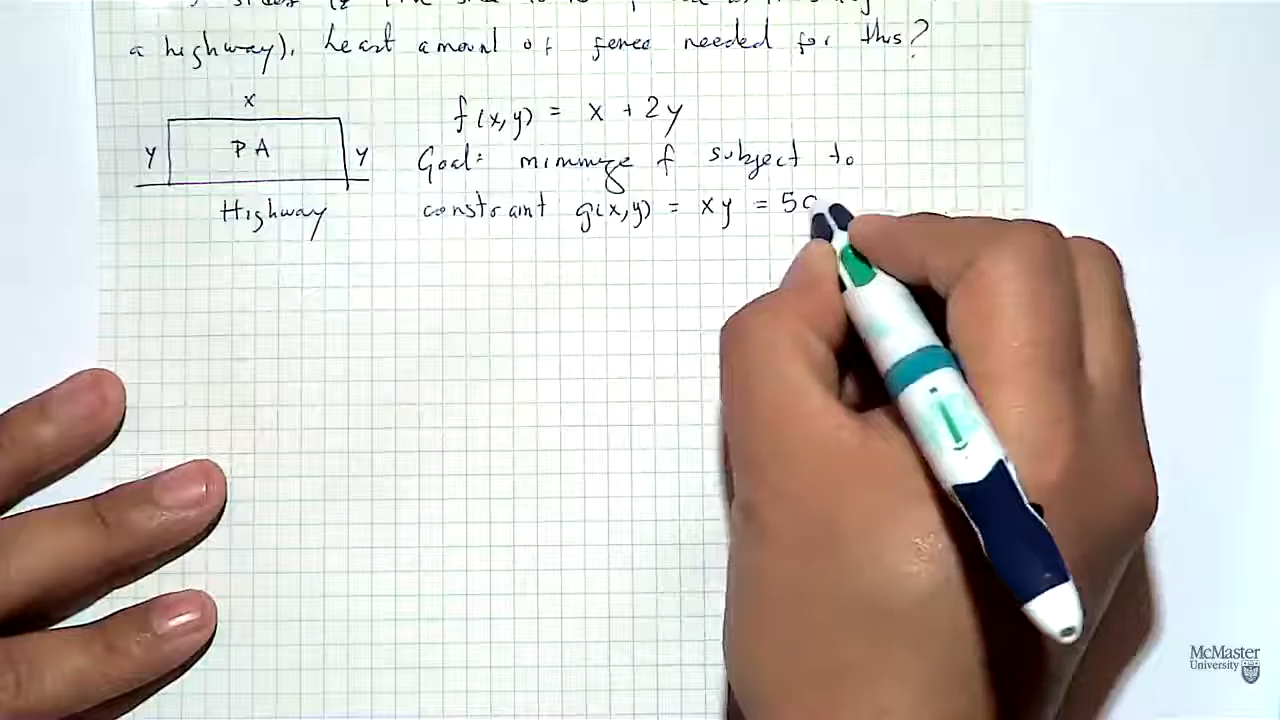 a highway). Least amount of fence needed for this?
x
f(x,y) = x + 2y
y PA y
Goal: minimize f subject to
Highway
constraint g(x,y) = xy = 50
McMaster
University